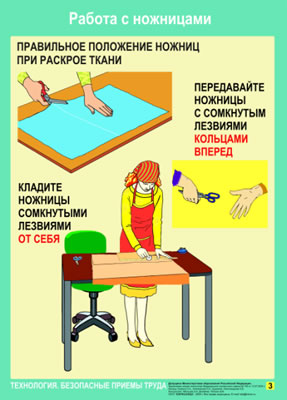 Работа с ножницами
ПРАВИЛЬНОЕ ПОЛОЖЕНИЕ НОЖНИЦ
ПРИ РАСКРОЕ ТКАНИ
ПЕРЕДАВАЙТЕ
НОЖНИЦЫ
С СОМКНУТЫМ
ЛЕЗВИЯМИ
КОЛЬЦАМИ
ВПЕРЕД
КЛАДИТЕ
НОЖНИЦЫ
СОМКНУТЫМИ
ЛЕЗВИЯМИ
ОТ СЕБЯ
ТЕХНОЛОГИЯ. БЕЗОПАСНЫЕ ПРИЕМЫ ТРУДА
3